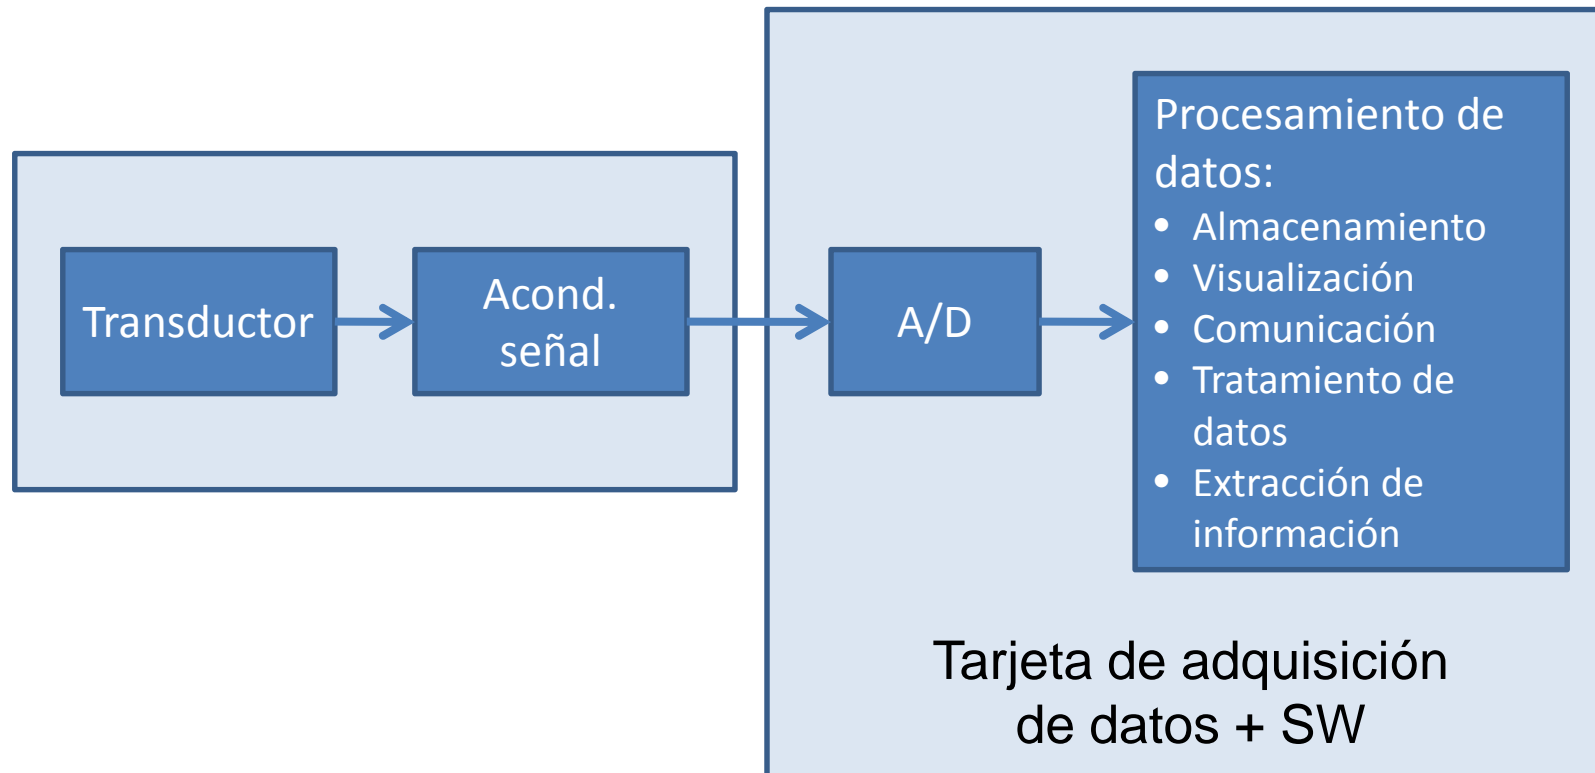 Transductor
Acond.
señal
A/D
Procesamiento de
datos:
• Almacenamiento
• Visualización
• Comunicación
• Tratamiento de
datos
• Extracción de
información
Tarjeta de adquisición
de datos + SW